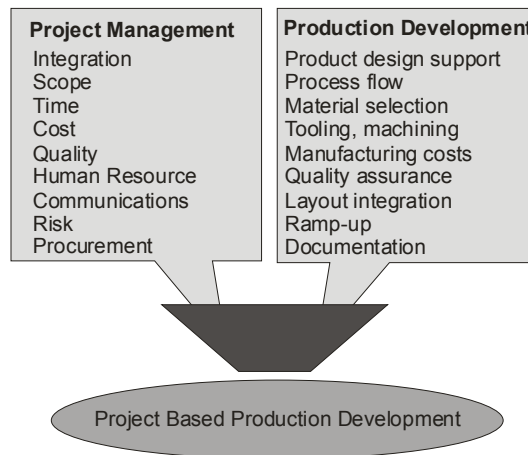 Project Management
Integration
Scope
Time
Cost
Quality
Human Resource
Communications
Risk
Procurement
Production Development
Product design support
Process flow
Material selection
Tooling, machining
Manufacturing costs
Quality assurance
Layout integration
Ramp-up
Documentation
Project Based Production Development